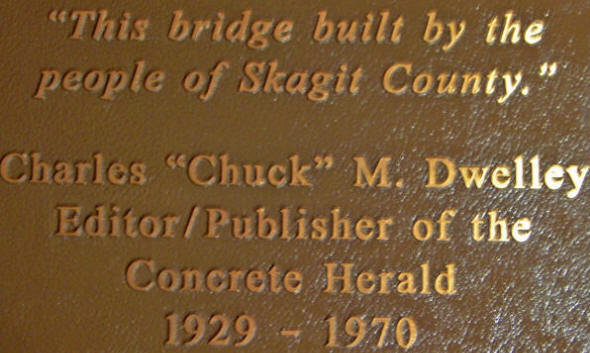 “This bridge built by the
people of Skagit County.”
Charles “Chuck” M. Dwelley
Editor/Publisher of the
Concrete Herald
1929 - 1970